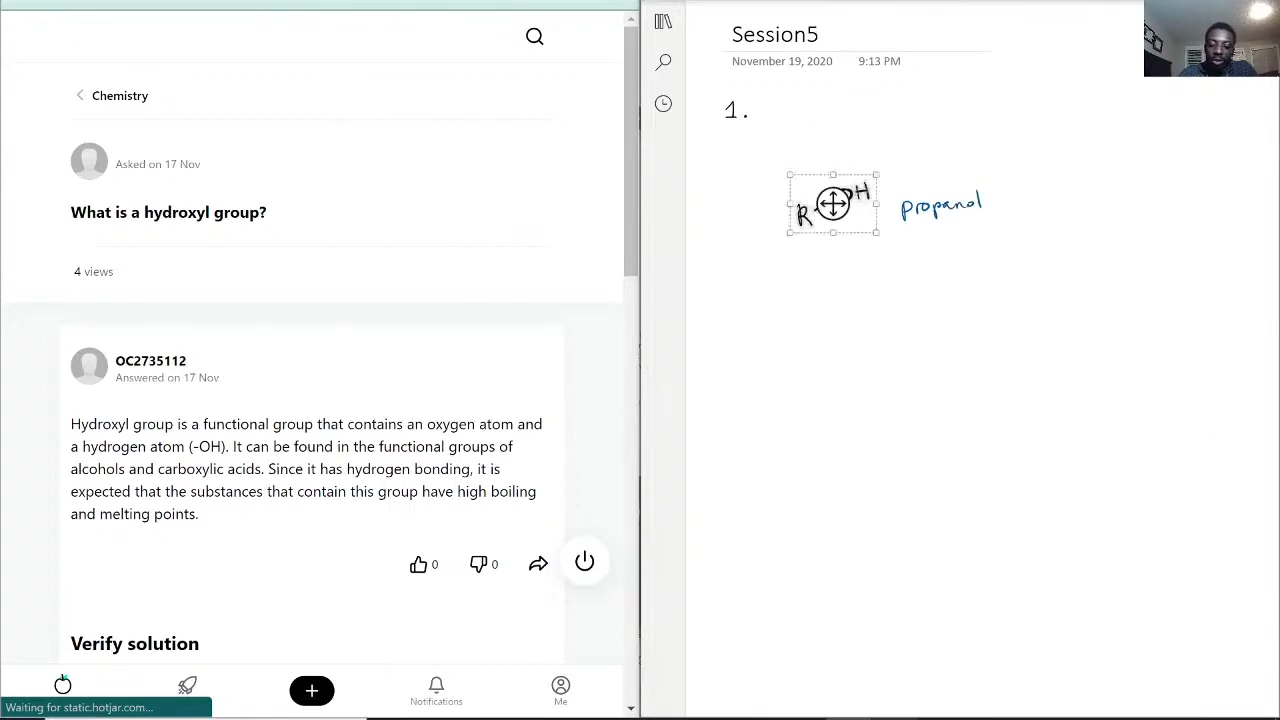 Chemistry
Asked on 17 Nov
What is a hydroxyl group?
4 views
OC2735112
Answered on 17 Nov
Hydroxyl group is a functional group that contains an oxygen atom and
a hydrogen atom (-OH). It can be found in the functional groups of
alcohols and carboxylic acids. Since it has hydrogen bonding, it is
expected that the substances that contain this group have high boiling
and melting points.
0
0
Verify solution
Notifications
Me
Waiting for static.hotjar.com...
Session5
November 19, 2020 9:13 PM
1.
R OH
propanol